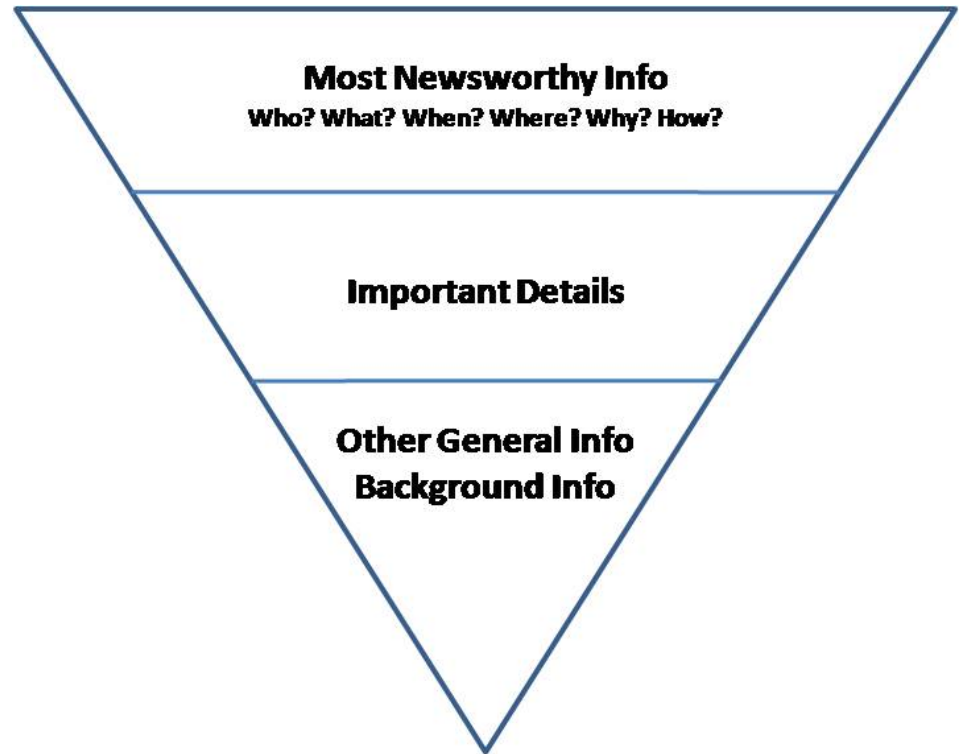 Most Newsworthy Info
Who? What? When? Where? Why? How?
Important Details
Other General Info
Background Info